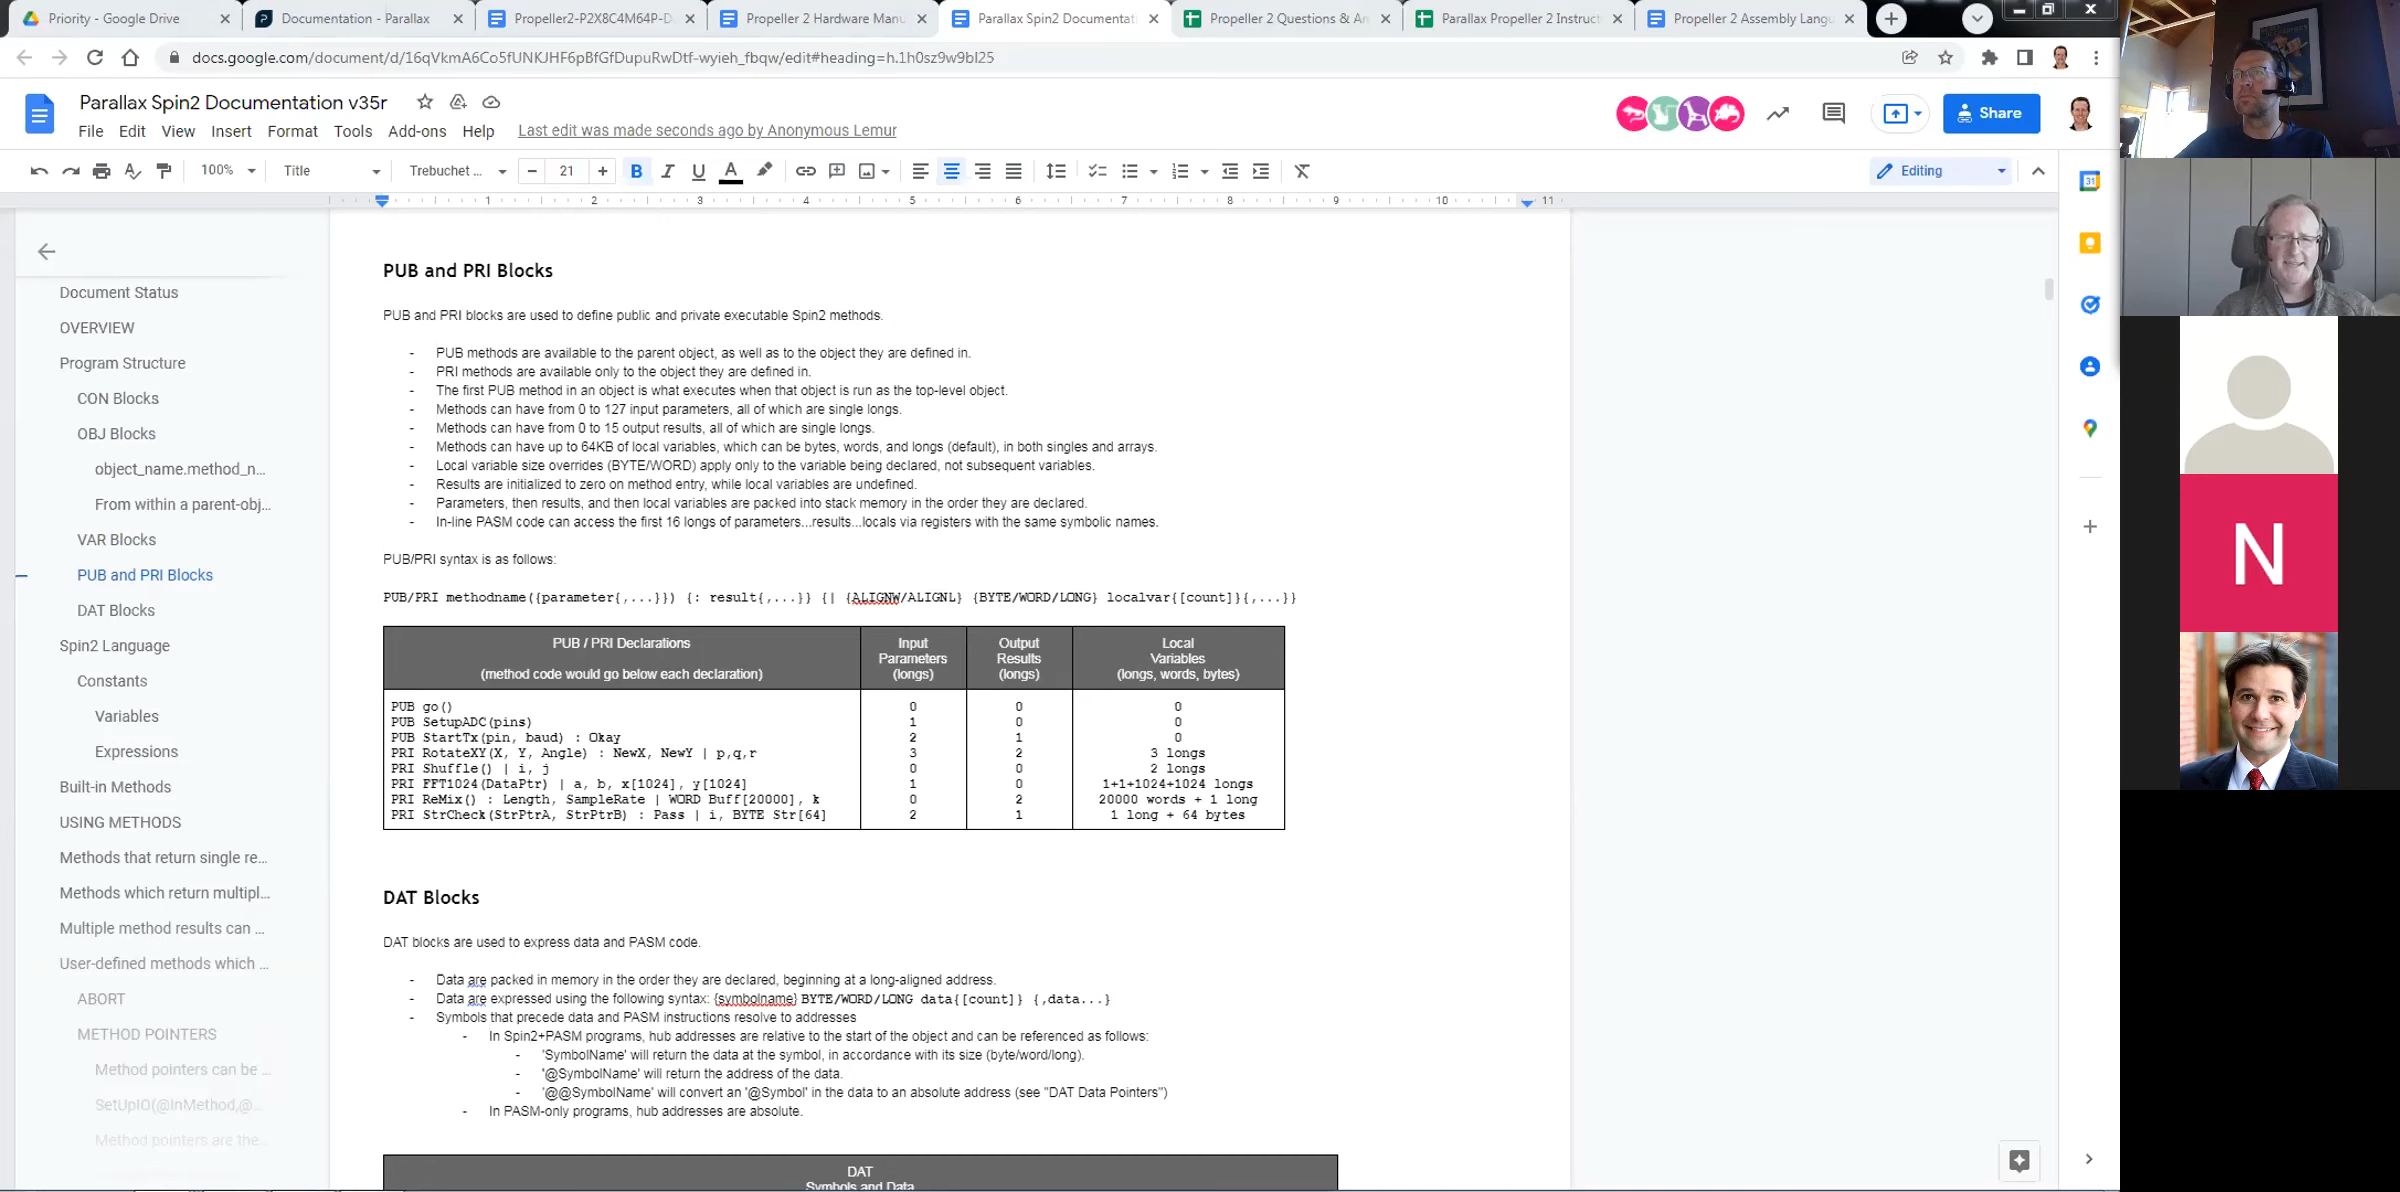 Priority - Google Drive
Documentation - Parallax
Propeller2-P2X8C4M64P-D
Propeller 2 Hardware Manu
Parallax Spin2 Documentati
Propeller 2 Questions & An
Parallax Propeller 2 Instruct
Propeller 2 Assembly Langu
docs.google.com/document/d/16qVkmA6Co5fUNKJHF6pBfGfDupuRwDtf-wyieh_fbqw/edit#heading=h.1h0sz9w9bl25
Parallax Spin2 Documentation v35r
File Edit View Insert Format Tools Add-ons Help Last edit was made seconds ago by Anonymous Lemur
Share
100% Title Trebuchet ... 21 B I U A Editing
1 2 3 4 5 6 7 8 9 10 11
Document Status
OVERVIEW
Program Structure
CON Blocks
OBJ Blocks
object_name.method_n...
From within a parent-obj...
VAR Blocks
PUB and PRI Blocks
DAT Blocks
Spin2 Language
Constants
Variables
Expressions
Built-in Methods
USING METHODS
Methods that return single re...
Methods which return multipl...
Multiple method results can ...
User-defined methods which ...
ABORT
METHOD POINTERS
Method pointers can be ...
SetUpIO(@InMethod,@...
Method pointers are the...
PUB and PRI Blocks
PUB and PRI blocks are used to define public and private executable Spin2 methods.
- PUB methods are available to the parent object, as well as to the object they are defined in.
- PRI methods are available only to the object they are defined in.
- The first PUB method in an object is what executes when that object is run as the top-level object.
- Methods can have from 0 to 127 input parameters, all of which are single longs.
- Methods can have from 0 to 15 output results, all of which are single longs.
- Methods can have up to 64KB of local variables, which can be bytes, words, and longs (default), in both singles and arrays.
- Local variable size overrides (BYTE/WORD) apply only to the variable being declared, not subsequent variables.
- Results are initialized to zero on method entry, while local variables are undefined.
- Parameters, then results, and then local variables are packed into stack memory in the order they are declared.
- In-line PASM code can access the first 16 longs of parameters...results...locals via registers with the same symbolic names.
PUB/PRI syntax is as follows:
PUB/PRI methodname({parameter{,...}}) {: result{,...}} {| {ALIGNW/ALIGNL} {BYTE/WORD/LONG} localvar{[count]}{,...}}
PUB / PRI Declarations Input Output Local
Parameters Results Variables
(method code would go below each declaration) (longs) (longs) (longs, words, bytes)
PUB go() 0 0 0
PUB SetupADC(pins) 1 0 0
PUB StartTx(pin, baud) : Okay 2 1 0
PRI RotateXY(X, Y, Angle) : NewX, NewY | p,q,r 3 2 3 longs
PRI Shuffle() | i, j 0 0 2 longs
PRI FFT1024(DataPtr) | a, b, x[1024], y[1024] 1 0 1+1+1024+1024 longs
PRI ReMix() : Length, SampleRate | WORD Buff[20000], k 0 2 20000 words + 1 long
PRI StrCheck(StrPtrA, StrPtrB) : Pass | i, BYTE Str[64] 2 1 1 long + 64 bytes
DAT Blocks
DAT blocks are used to express data and PASM code.
- Data are packed in memory in the order they are declared, beginning at a long-aligned address.
- Data are expressed using the following syntax: {symbolname} BYTE/WORD/LONG data{[count]} {,data...}
- Symbols that precede data and PASM instructions resolve to addresses
- In Spin2+PASM programs, hub addresses are relative to the start of the object and can be referenced as follows:
- 'SymbolName' will return the data at the symbol, in accordance with its size (byte/word/long).
- '@SymbolName' will return the address of the data.
- '@@SymbolName' will convert an '@Symbol' in the data to an absolute address (see "DAT Data Pointers")
- In PASM-only programs, hub addresses are absolute.
DAT
Symbols and Data
31
N